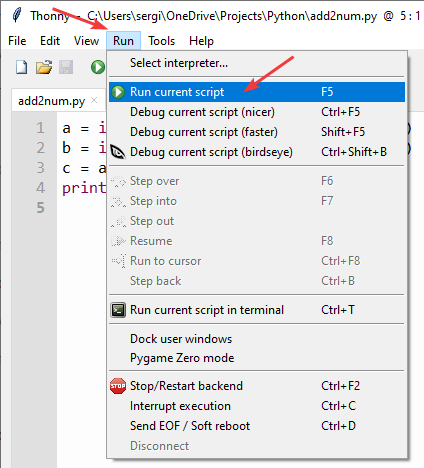 Thonny - C:\Users\sergi\OneDrive\Projects\Python\add2num.py @ 5 : 1
File Edit View Run Tools Help
Select interpreter...
add2num.py ×
Run current script F5
Debug current script (nicer) Ctrl+F5
Debug current script (faster) Shift+F5
Debug current script (birdseye) Ctrl+Shift+B
Step over F6
Step into F7
Step out
Resume F8
Run to cursor Ctrl+F8
Step back Ctrl+B
Run current script in terminal Ctrl+T
Dock user windows
Pygame Zero mode
STOP Stop/Restart backend Ctrl+F2
Interrupt execution Ctrl+C
Send EOF / Soft reboot Ctrl+D
Disconnect
1 a = i )
2 b = i )
3 c = a
4 print
5